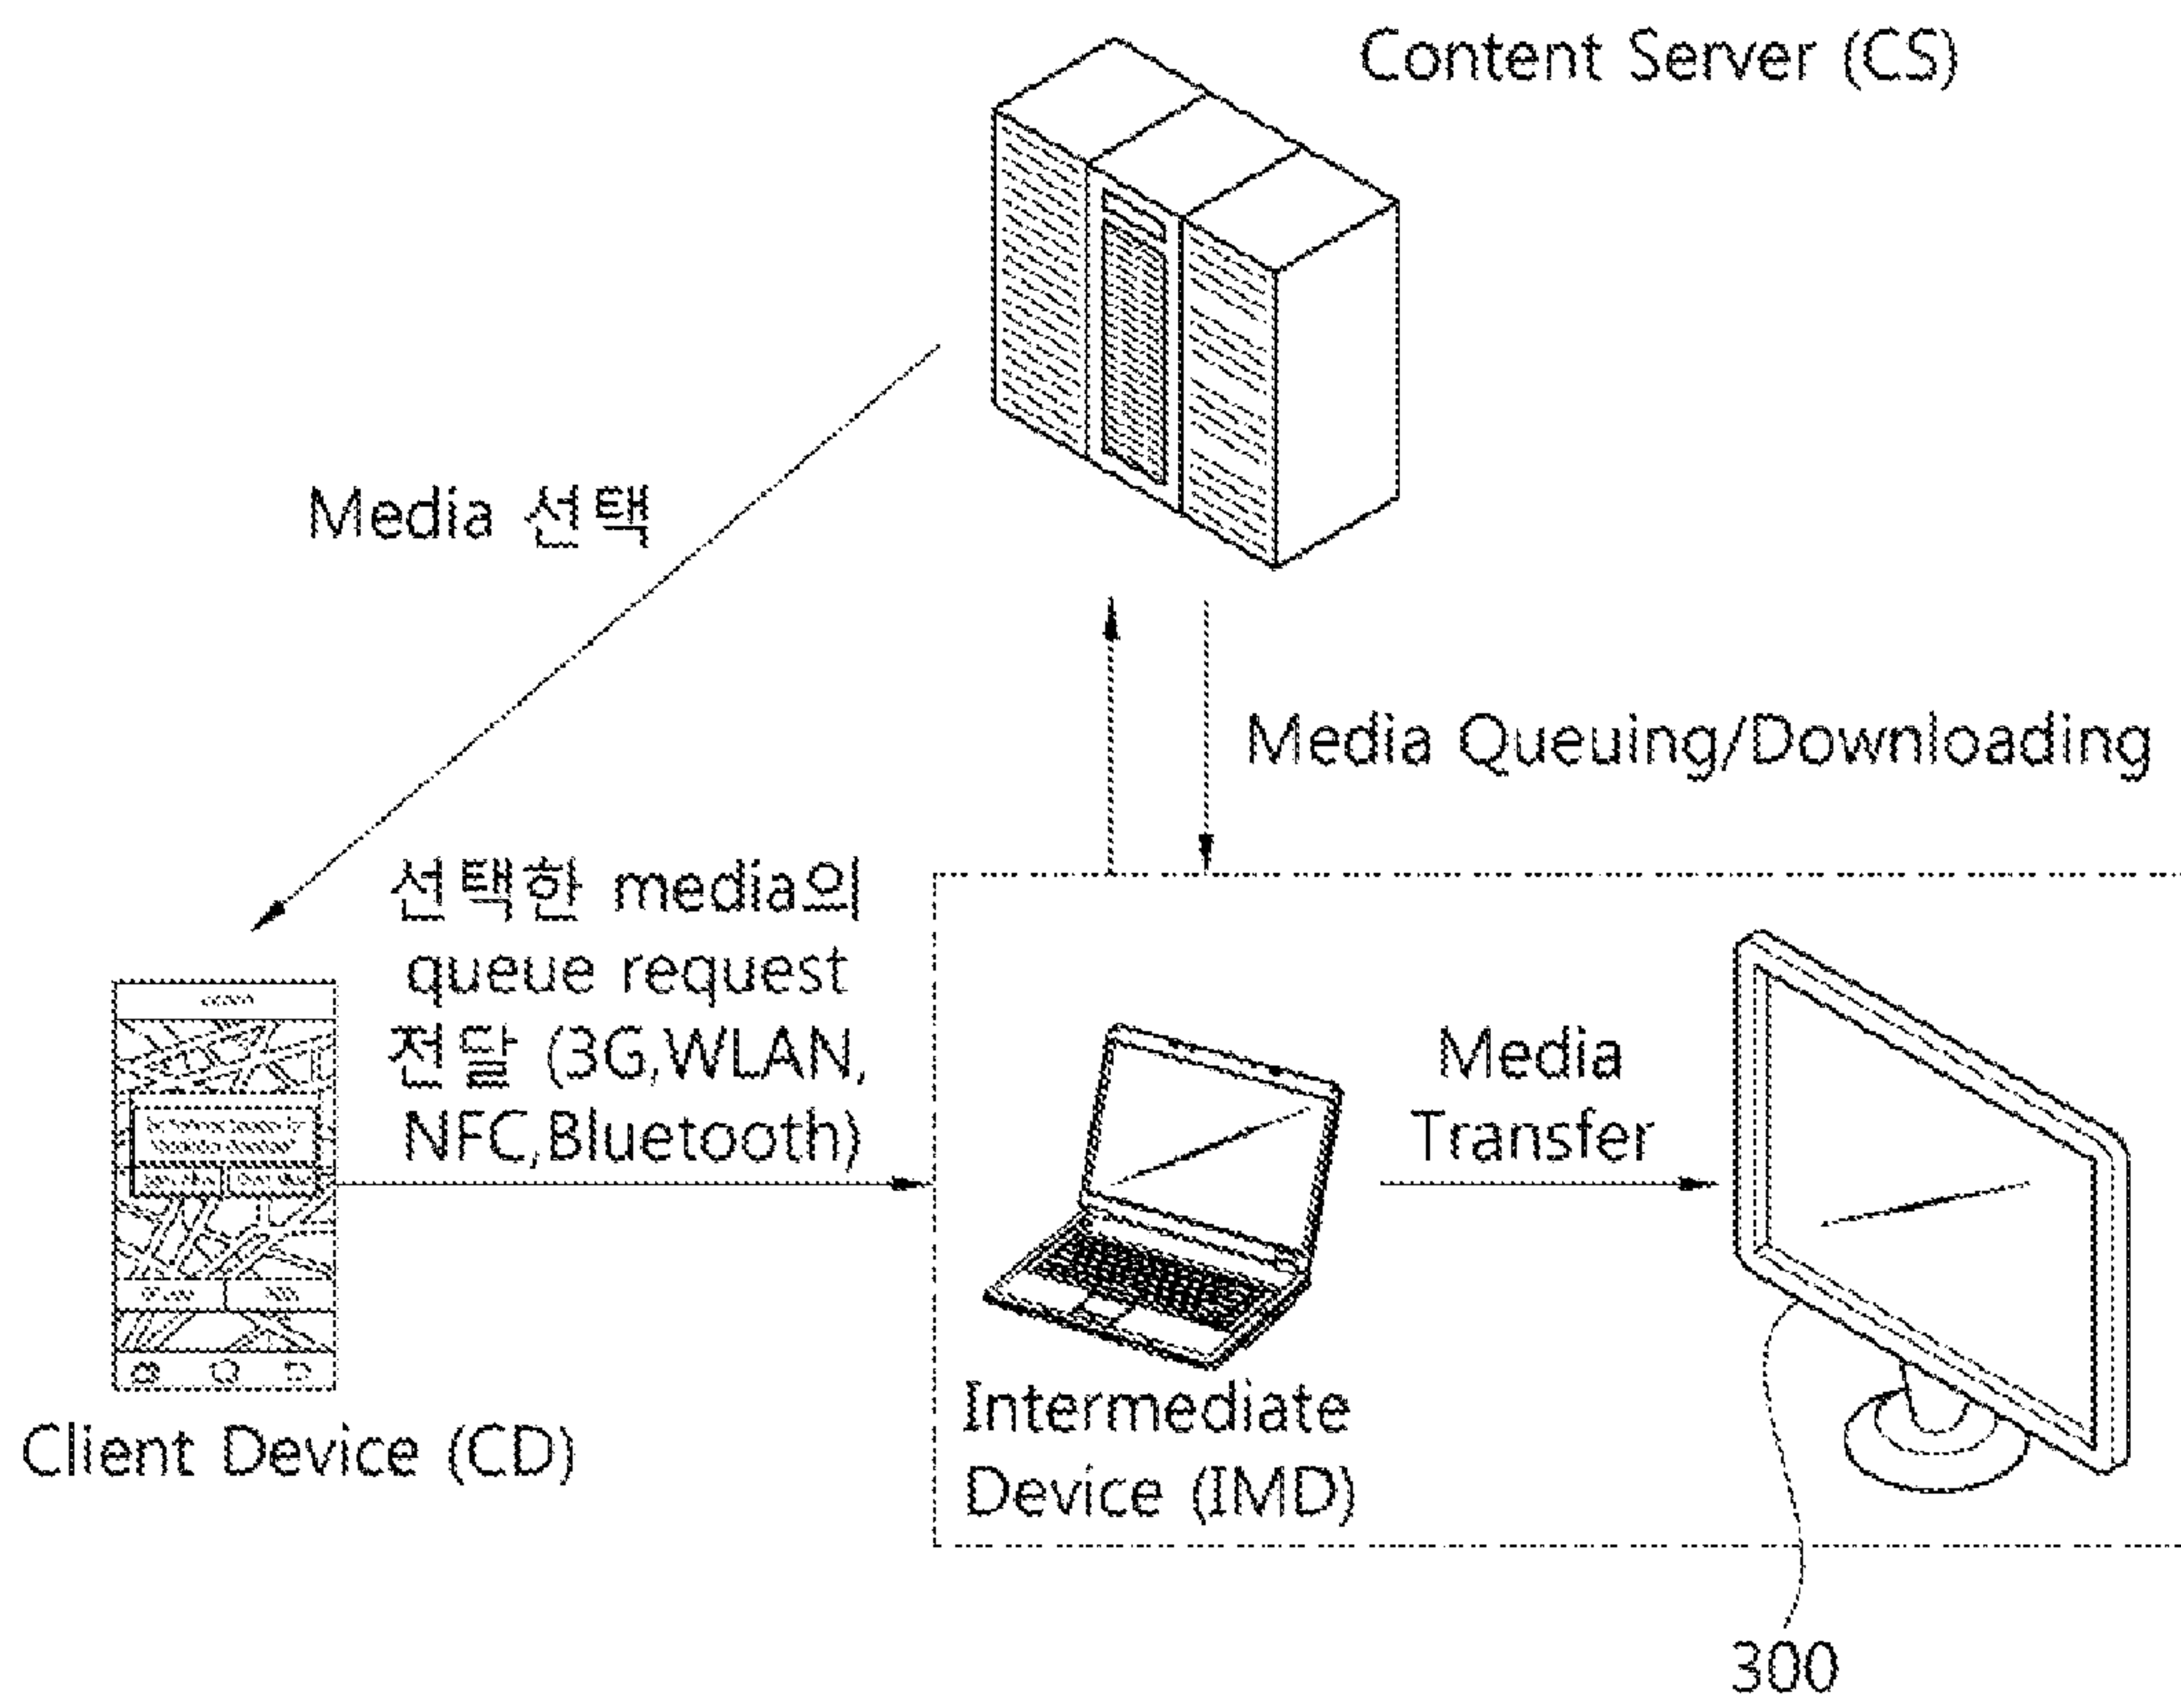 Content Server (CS)
Media 선택
Media Queuing/Downloading
선택한 media의
queue request
전달 (3G,WLAN,
NFC,Bluetooth)
Media
Transfer
Client Device (CD)
Intermediate
Device (IMD)
300